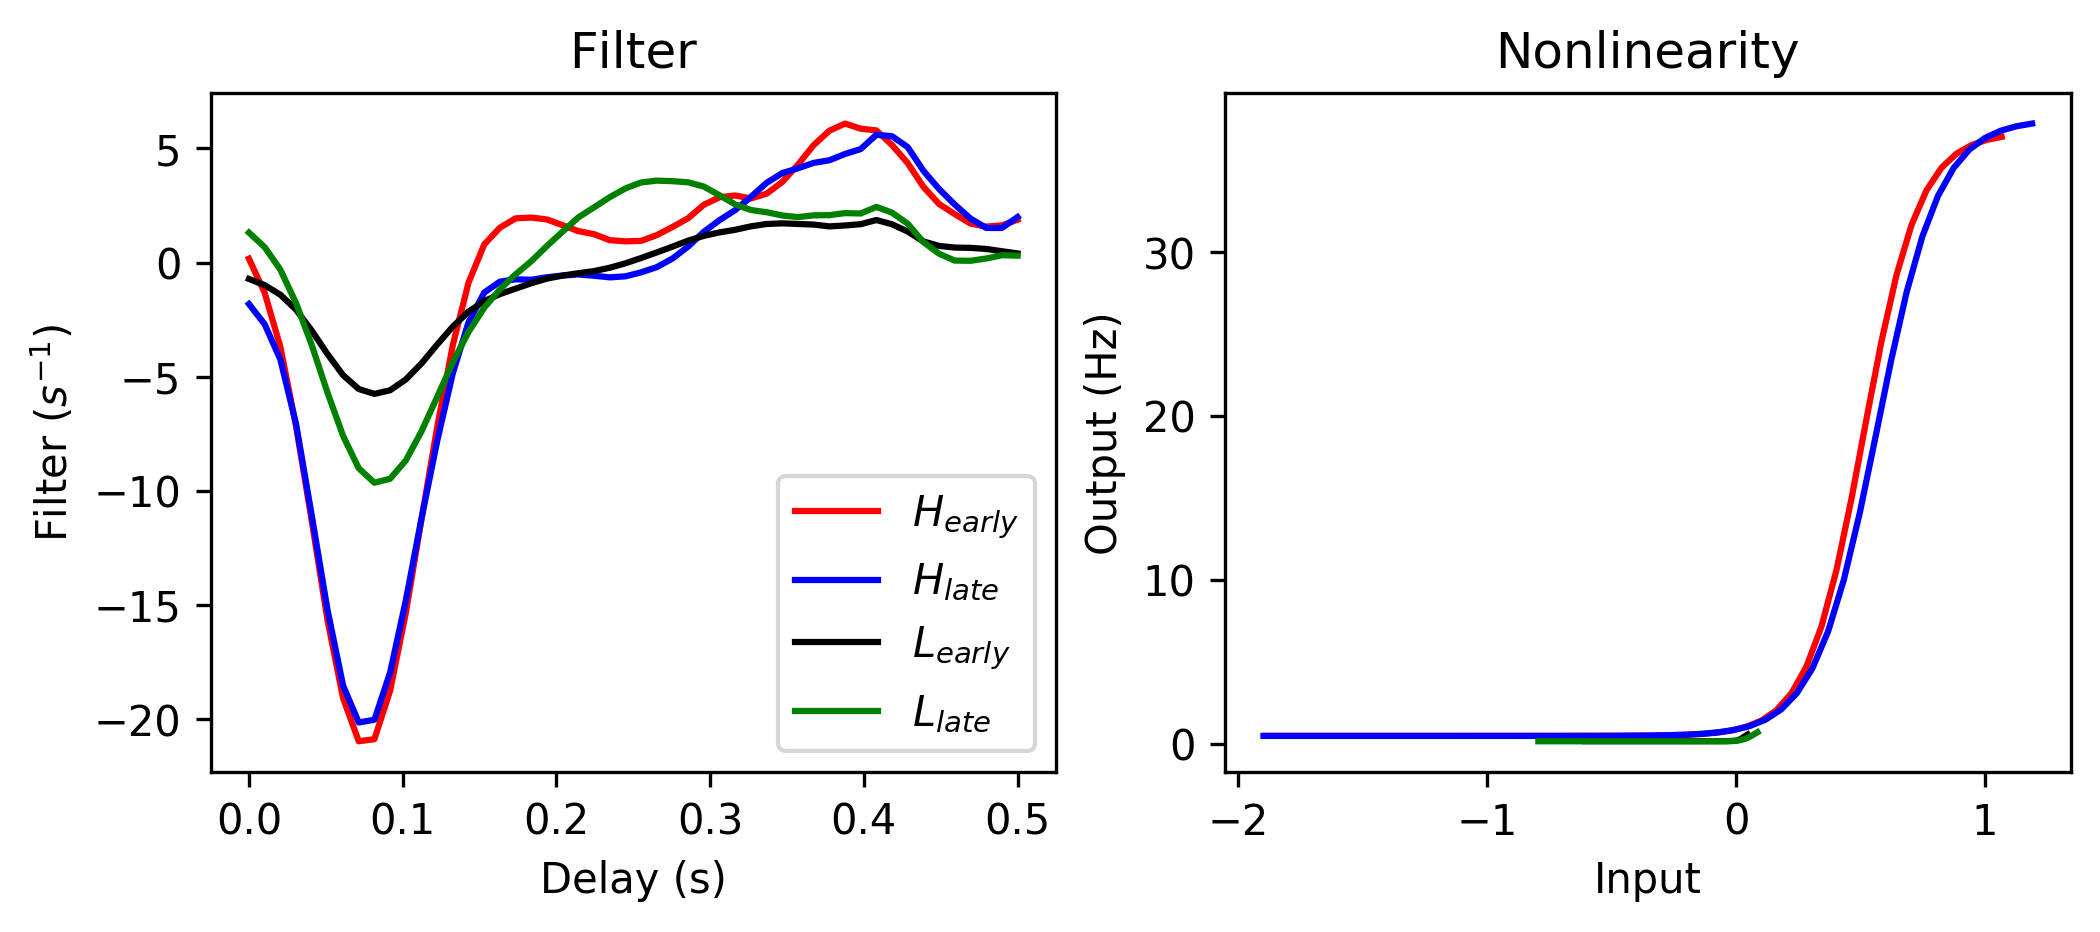 Filter
Filter (s⁻¹)
5
0
−5
−10
−15
−20
0.0 0.1 0.2 0.3 0.4 0.5
Delay (s)
H_early
H_late
L_early
L_late
Nonlinearity
Output (Hz)
30
20
10
0
−2 −1 0 1
Input